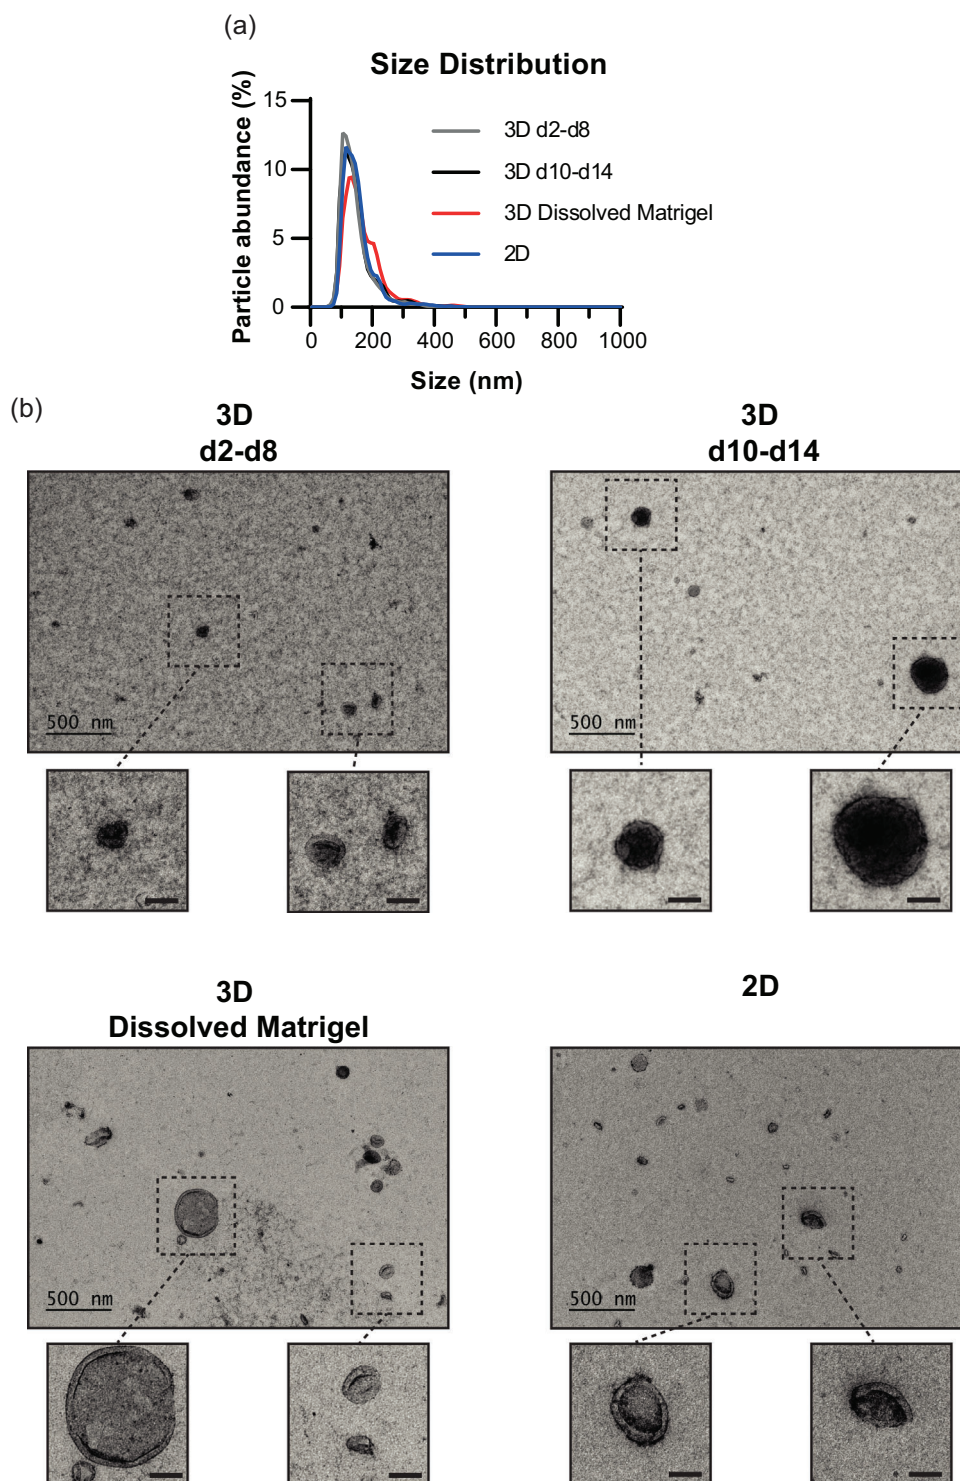 (a)
Size Distribution
Particle abundance (%)
15
10
5
0
3D d2-d8
3D d10-d14
3D Dissolved Matrigel
2D
0 200 400 600 800 1000
Size (nm)
(b)
3D
d2-d8
3D
d10-d14
500 nm
500 nm
3D
Dissolved Matrigel
2D
500 nm
500 nm